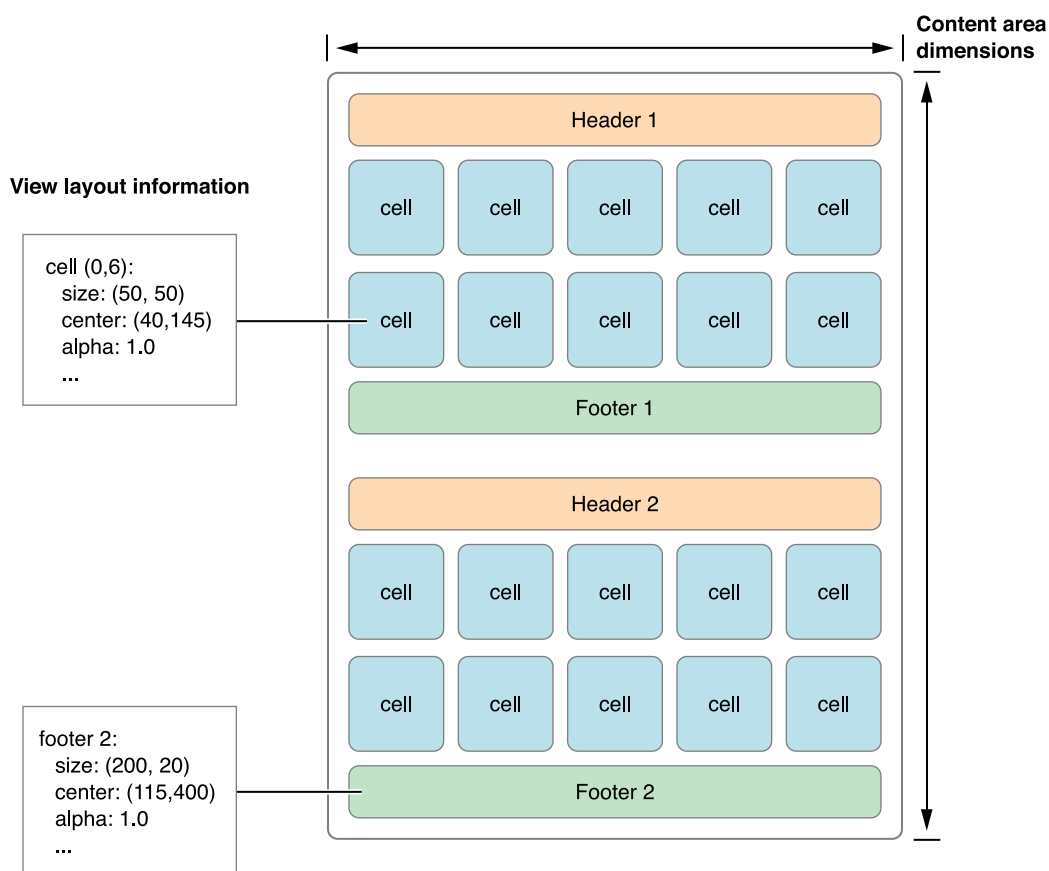 Content area
dimensions
Header 1
View layout information
cell cell cell cell cell
cell (0,6):
size: (50, 50)
center: (40,145)
alpha: 1.0
...
cell cell cell cell cell
Footer 1
Header 2
cell cell cell cell cell
cell cell cell cell cell
footer 2:
size: (200, 20)
center: (115,400)
alpha: 1.0
...
Footer 2